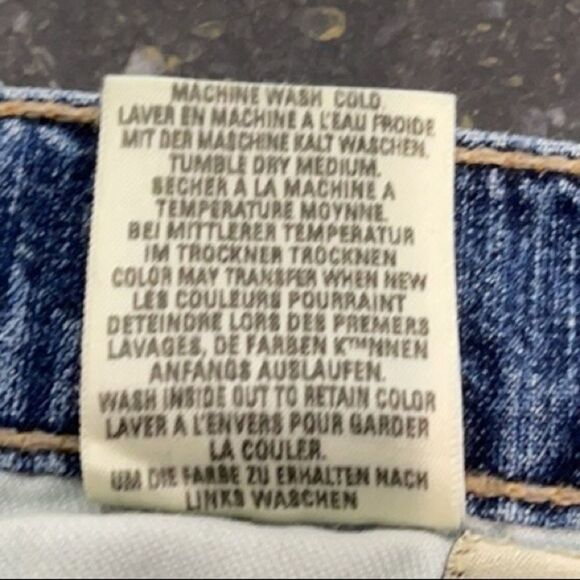 MACHINE WASH COLD.
LAVER EN MACHINE A L'EAU FROIDE
MIT DER MASCHINE KALT WASCHEN.
TUMBLE DRY MEDIUM.
SECHER À LA MACHINE A
TEMPERATURE MOYNNE.
BEI MITTLERER TEMPERATUR
IM TROCKNER TROCKNEN
COLOR MAY TRANSFER WHEN NEW
LES COULEURS POURRAINT
DETEINDRE LORS DES PREMERS
LAVAGES, DE FARBEN K™NNEN
ANFANGS AUSLAUFEN.
WASH INSIDE OUT TO RETAIN COLOR
LAVER A L'ENVERS POUR GARDER
LA COULER.
UM DIE FARBE ZU ERHALTEN NACH
LINKS WASCHEN